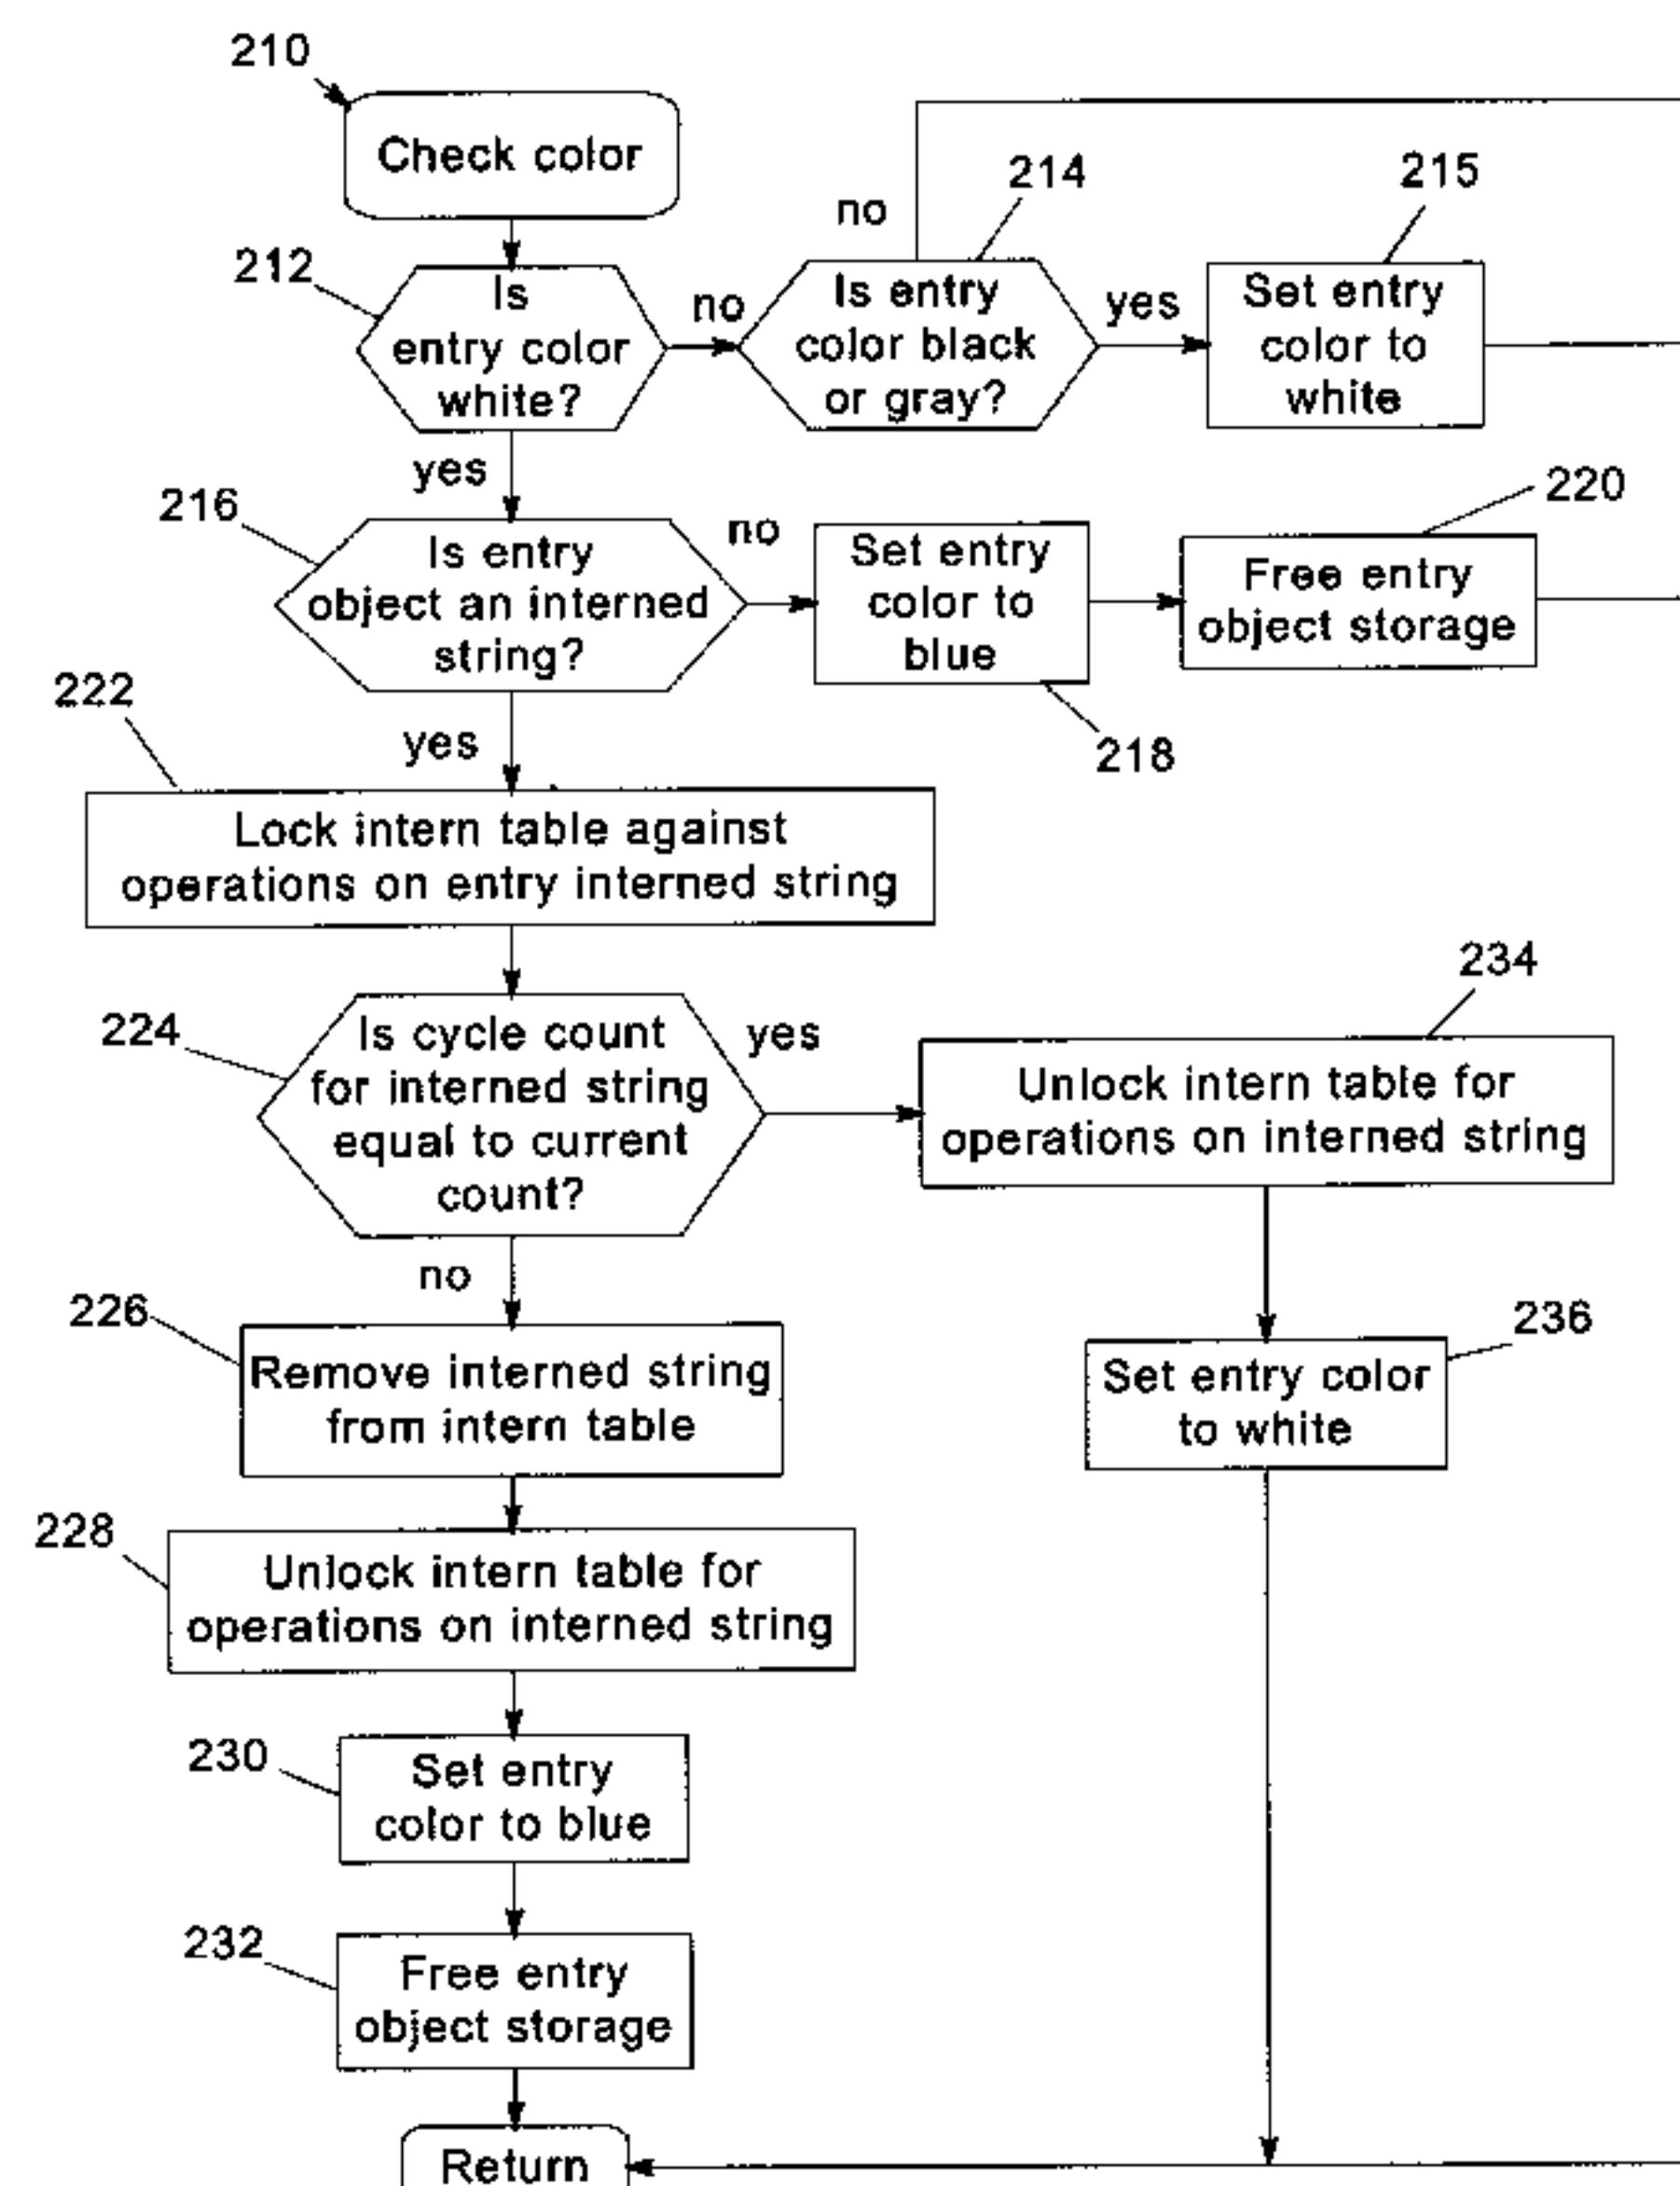 210
Check color
212
Is
entry color
white?
no
no
214
Is entry
color black
or gray?
yes
215
Set entry
color to
white
yes
216
Is entry
object an interned
string?
no
Set entry
color to
blue
218
220
Free entry
object storage
yes
222
Lock intern table against
operations on entry interned string
224
Is cycle count
for interned string
equal to current
count?
yes
234
Unlock intern table for
operations on interned string
no
226
Remove interned string
from intern table
236
Set entry color
to white
228
Unlock intern table for
operations on interned string
230
Set entry
color to blue
232
Free entry
object storage
Return